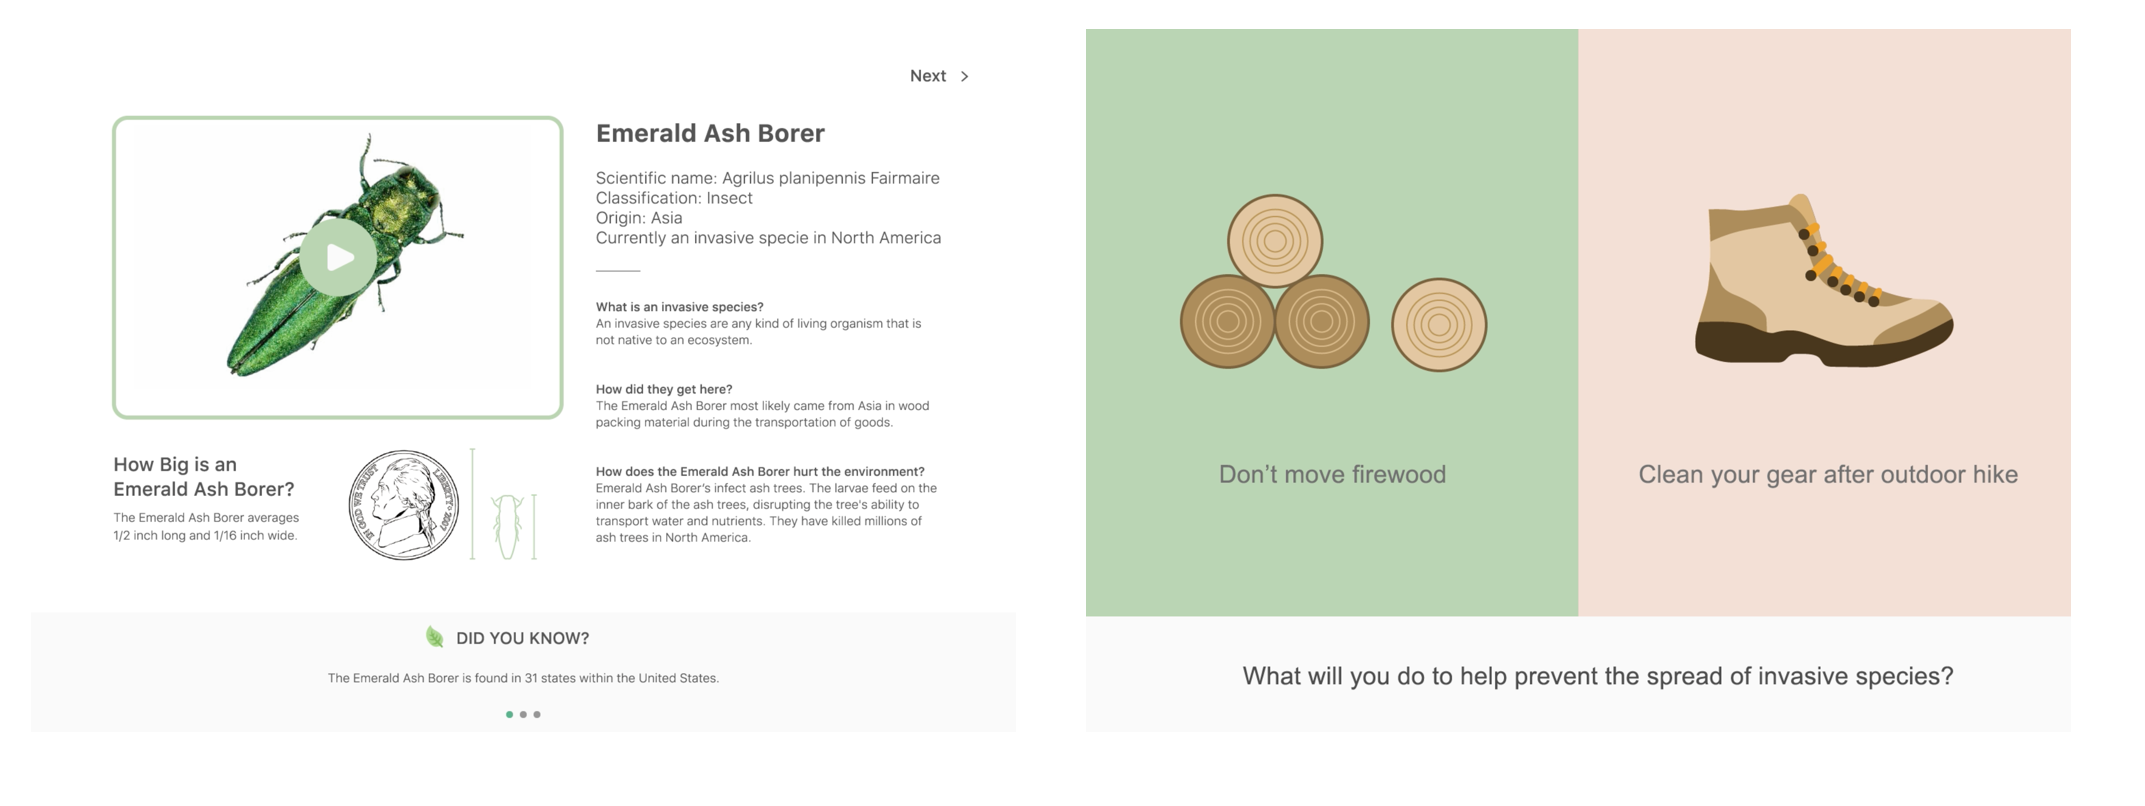 Next
Emerald Ash Borer
Scientific name: Agrilus planipennis Fairmaire
Classification: Insect
Origin: Asia
Currently an invasive specie in North America
What is an invasive species?
An invasive species are any kind of living organism that is
not native to an ecosystem.
How did they get here?
The Emerald Ash Borer most likely came from Asia in wood
packing material during the transportation of goods.
How does the Emerald Ash Borer hurt the environment?
Emerald Ash Borer's infect ash trees. The larvae feed on the
inner bark of the ash trees, disrupting the tree's ability to
transport water and nutrients. They have killed millions of
ash trees in North America.
How Big is an
Emerald Ash Borer?
The Emerald Ash Borer averages
1/2 inch long and 1/16 inch wide.
IN GOD WE TRUST
LIBERTY 2007
DID YOU KNOW?
The Emerald Ash Borer is found in 31 states within the United States.
Don't move firewood
Clean your gear after outdoor hike
What will you do to help prevent the spread of invasive species?